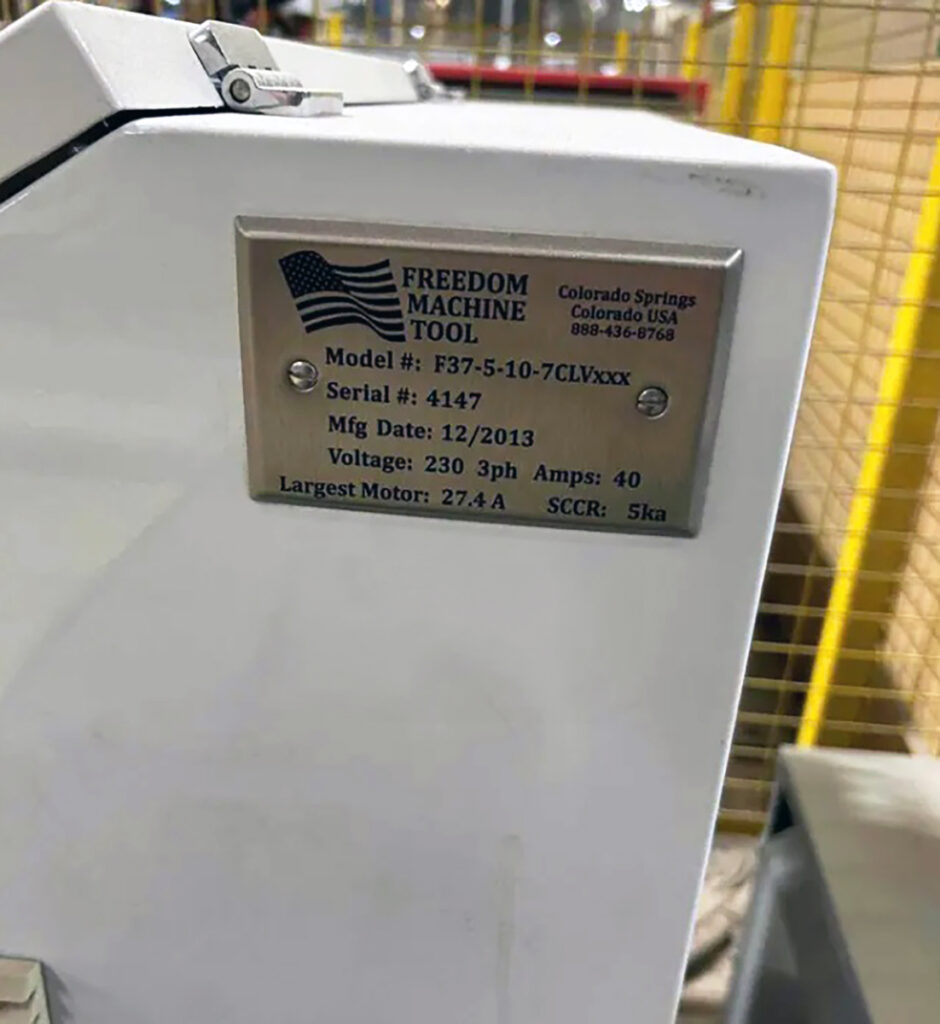 FREEDOM
MACHINE
TOOL
Colorado Springs
Colorado USA
888-436-8768
Model #: F37-5-10-7CLVxxx
Serial #: 4147
Mfg Date: 12/2013
Voltage: 230 3ph Amps: 40
Largest Motor: 27.4 A SCCR: 5ka